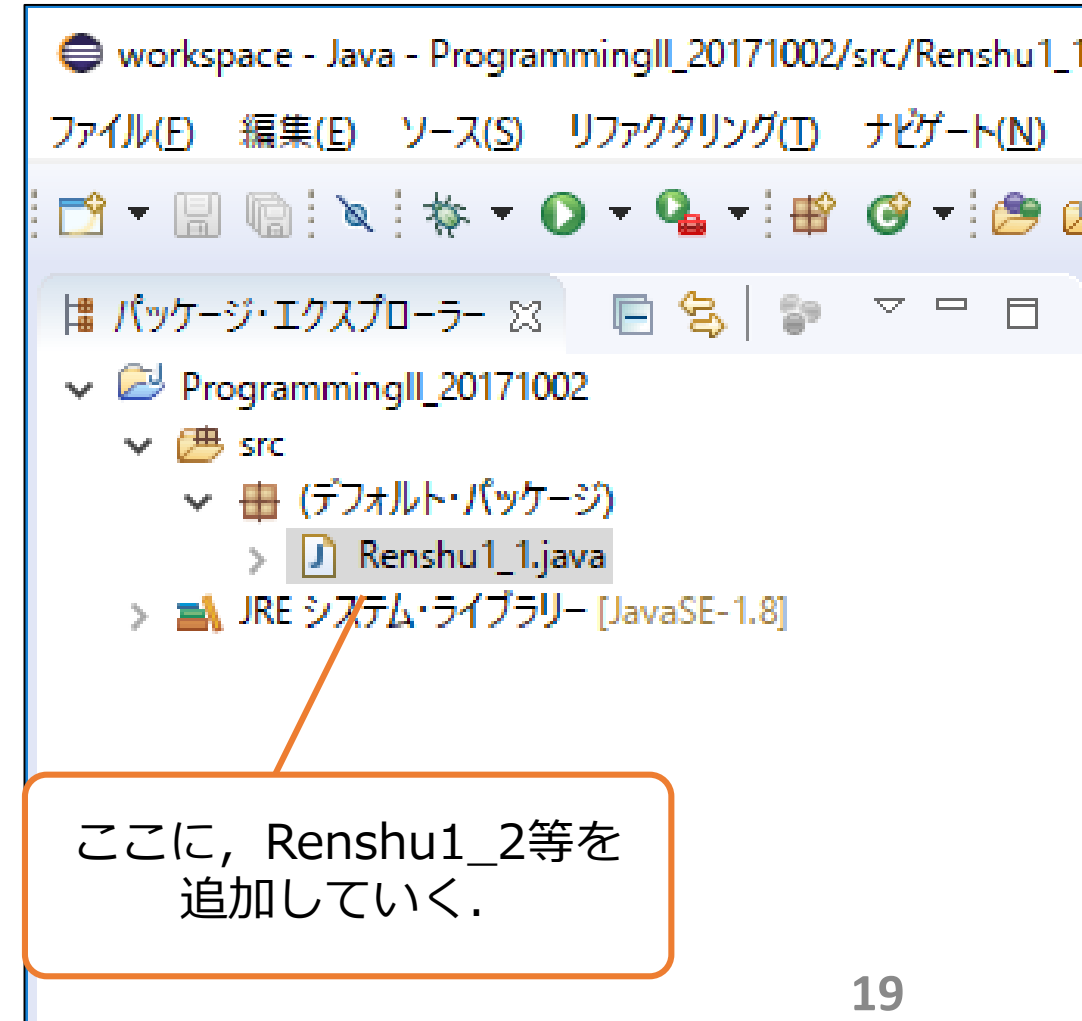 workspace - Java - ProgrammingII_20171002/src/Renshu1_1
ファイル(F) 編集(E) ソース(S) リファクタリング(T) ナビゲート(N)
パッケージ・エクスプローラー
ProgrammingII_20171002
src
(デフォルト・パッケージ)
Renshu1_1.java
JRE システム・ライブラリー [JavaSE-1.8]
ここに，Renshu1_2等を
追加していく．
19